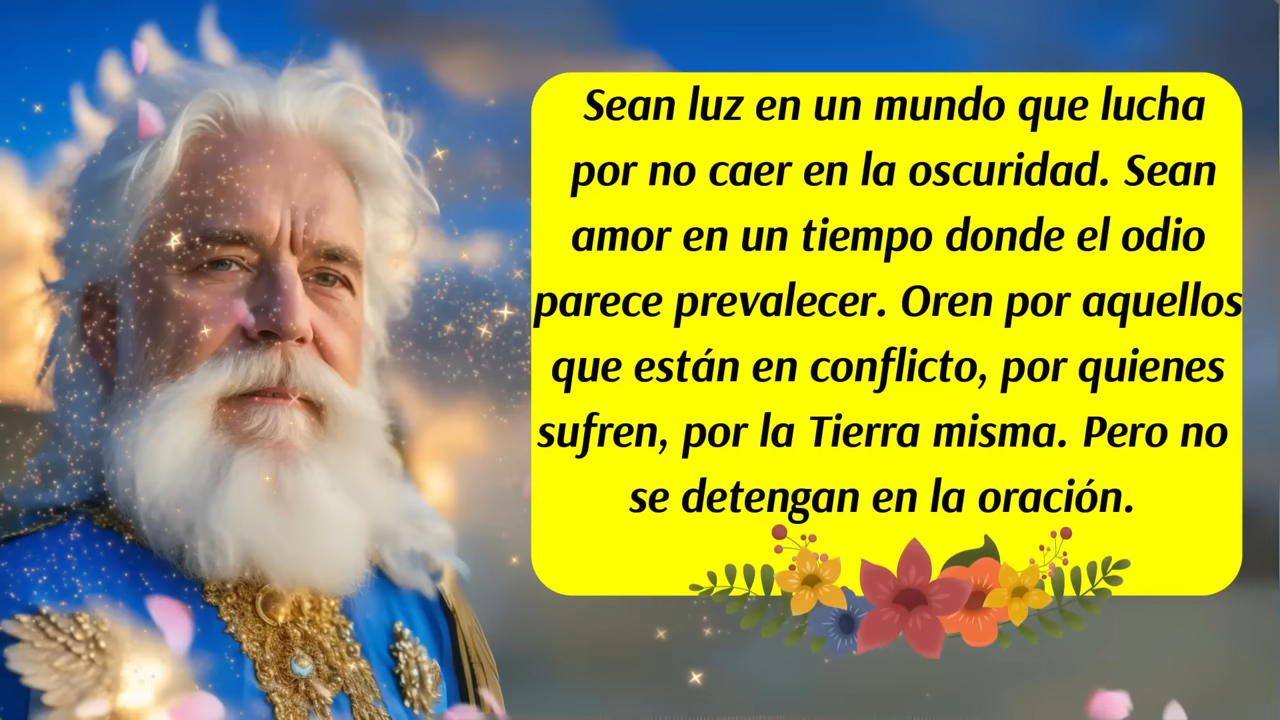 Sean luz en un mundo que lucha
por no caer en la oscuridad. Sean
amor en un tiempo donde el odio
parece prevalecer. Oren por aquellos
que están en conflicto, por quienes
sufren, por la Tierra misma. Pero no
se detengan en la oración.